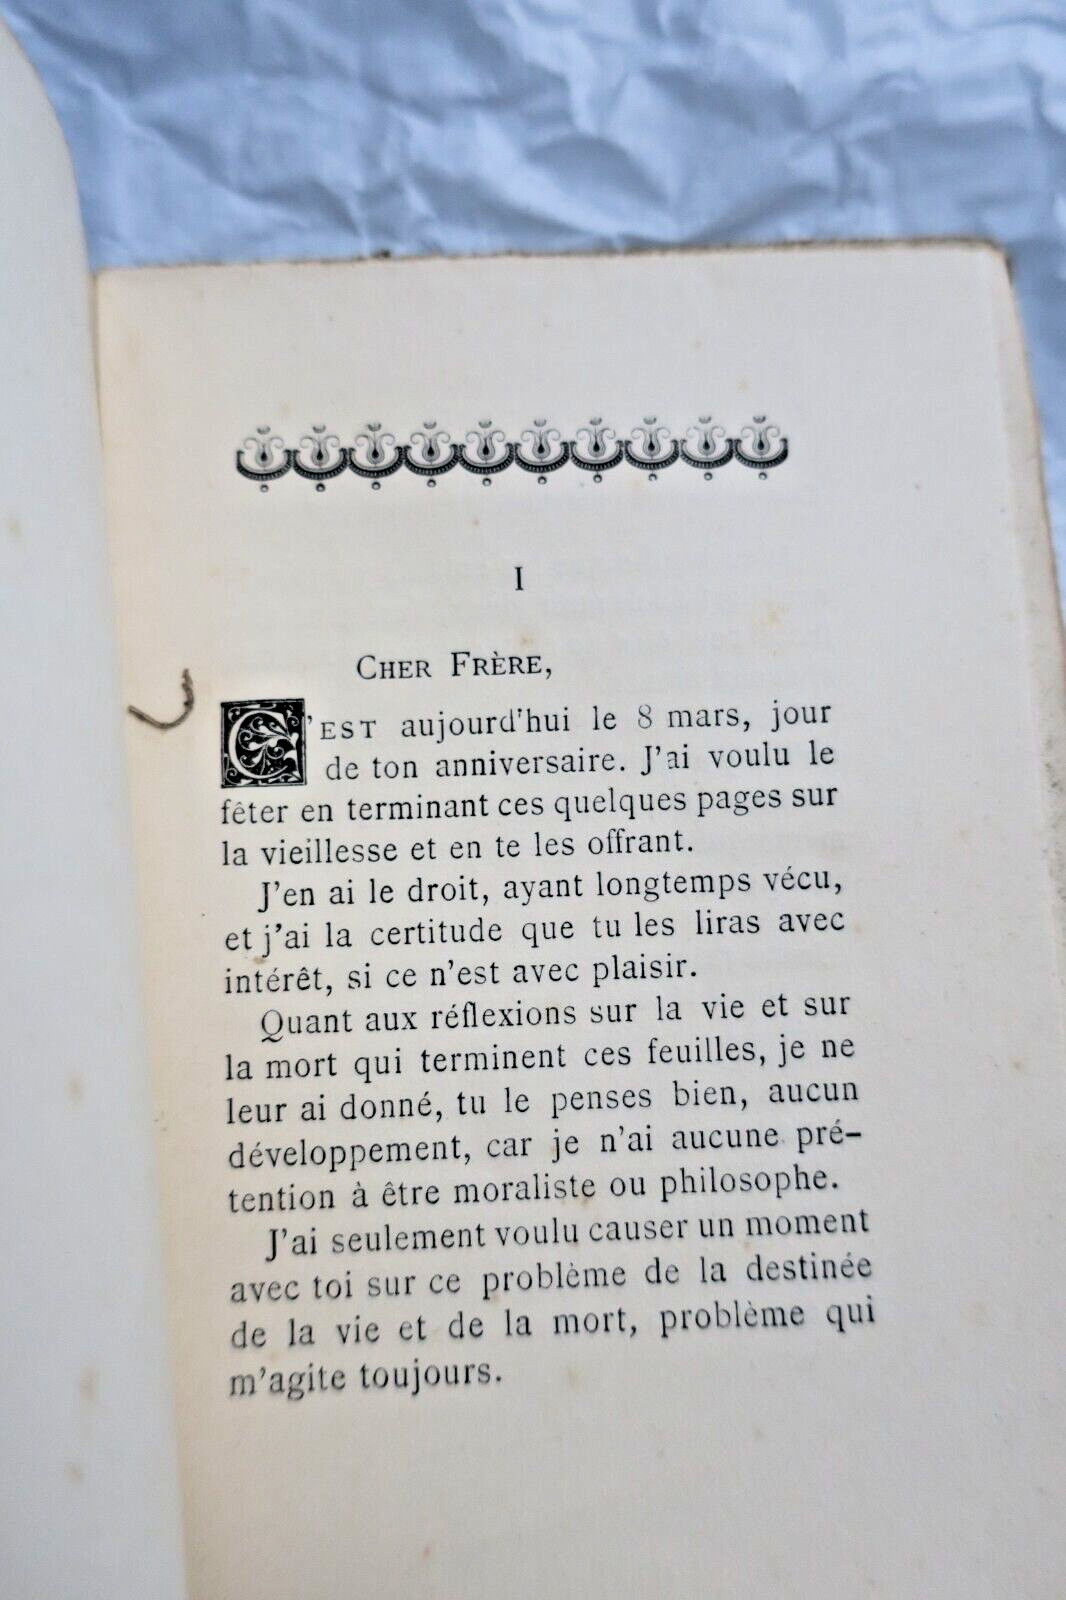 I
CHER FRÈRE,
C'EST aujourd'hui le 8 mars, jour
de ton anniversaire. J'ai voulu le
fêter en terminant ces quelques pages sur
la vieillesse et en te les offrant.
J'en ai le droit, ayant longtemps vécu,
et j'ai la certitude que tu les liras avec
intérêt, si ce n'est avec plaisir.
Quant aux réflexions sur la vie et sur
la mort qui terminent ces feuilles, je ne
leur ai donné, tu le penses bien, aucun
développement, car je n'ai aucune pré-
tention à être moraliste ou philosophe.
J'ai seulement voulu causer un moment
avec toi sur ce problème de la destinée
de la vie et de la mort, problème qui
m'agite toujours.